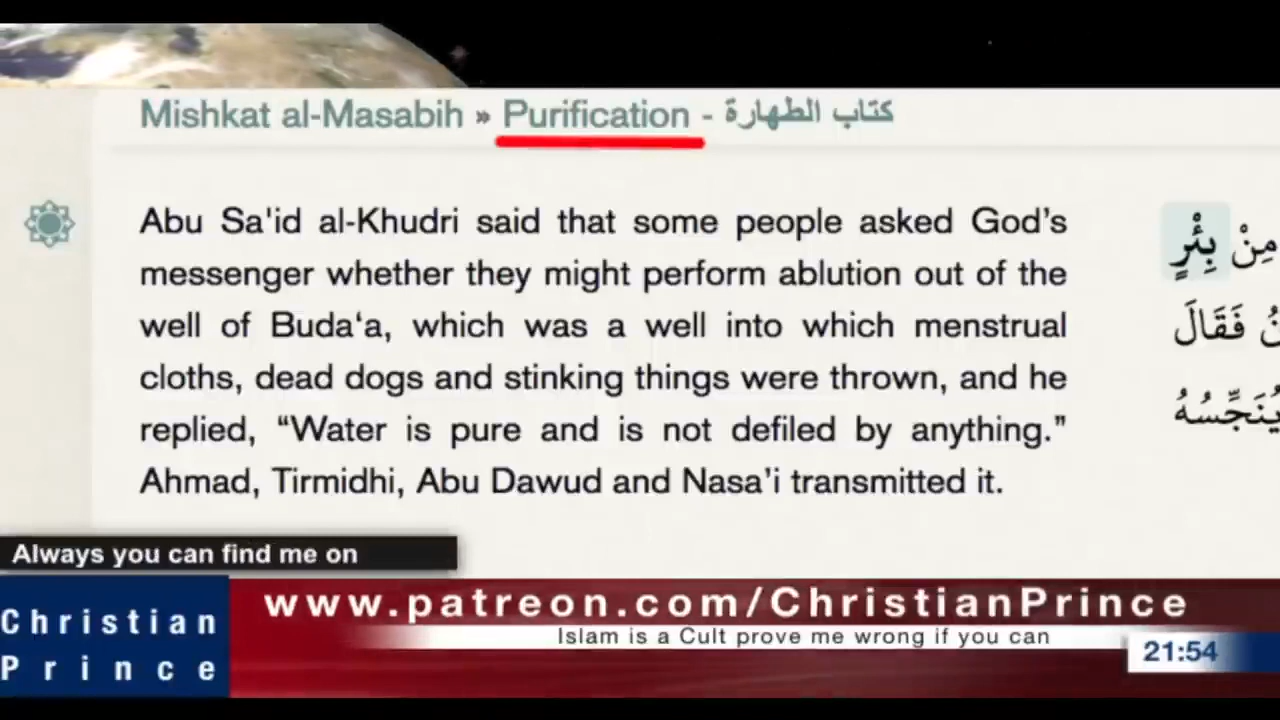 Mishkat al-Masabih » Purification - كتاب الطهارة
Abu Sa'id al-Khudri said that some people asked God's
messenger whether they might perform ablution out of the
well of Buda‘a, which was a well into which menstrual
cloths, dead dogs and stinking things were thrown, and he
replied, “Water is pure and is not defiled by anything.”
Ahmad, Tirmidhi, Abu Dawud and Nasa’i transmitted it.
مِنْ بِئْرِ
فَقَالَ
يُنَجِّسُهُ
Always you can find me on
Christian
Prince
www.patreon.com/ChristianPrince
Islam is a Cult prove me wrong if you can
21:54